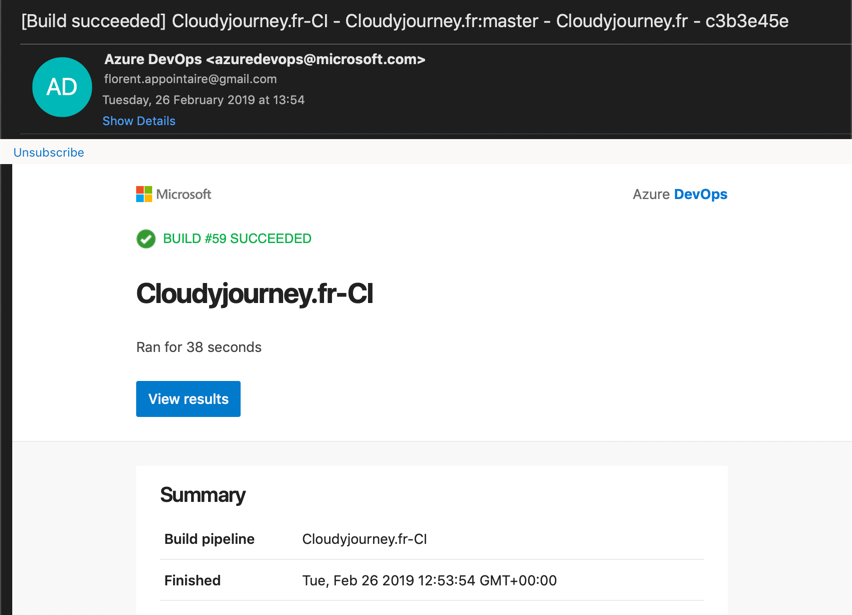 [Build succeeded] Cloudyjourney.fr-CI - Cloudyjourney.fr:master - Cloudyjourney.fr - c3b3e45e
AD
Azure DevOps <azuredevops@microsoft.com>
florent.appointaire@gmail.com
Tuesday, 26 February 2019 at 13:54
Show Details
Unsubscribe
Microsoft
Azure DevOps
BUILD #59 SUCCEEDED
Cloudyjourney.fr-CI
Ran for 38 seconds
View results
Summary
Build pipeline Cloudyjourney.fr-CI
Finished Tue, Feb 26 2019 12:53:54 GMT+00:00